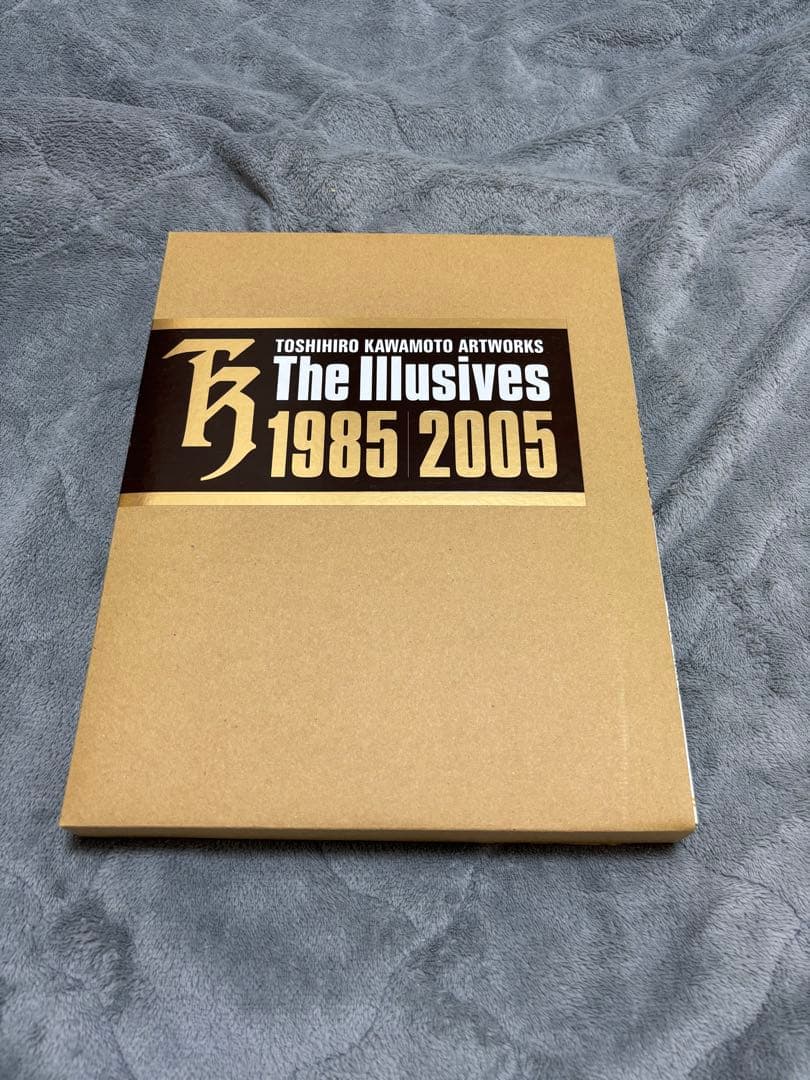 TK
TOSHIHIRO KAWAMOTO ARTWORKS
The Illusives
1985|2005